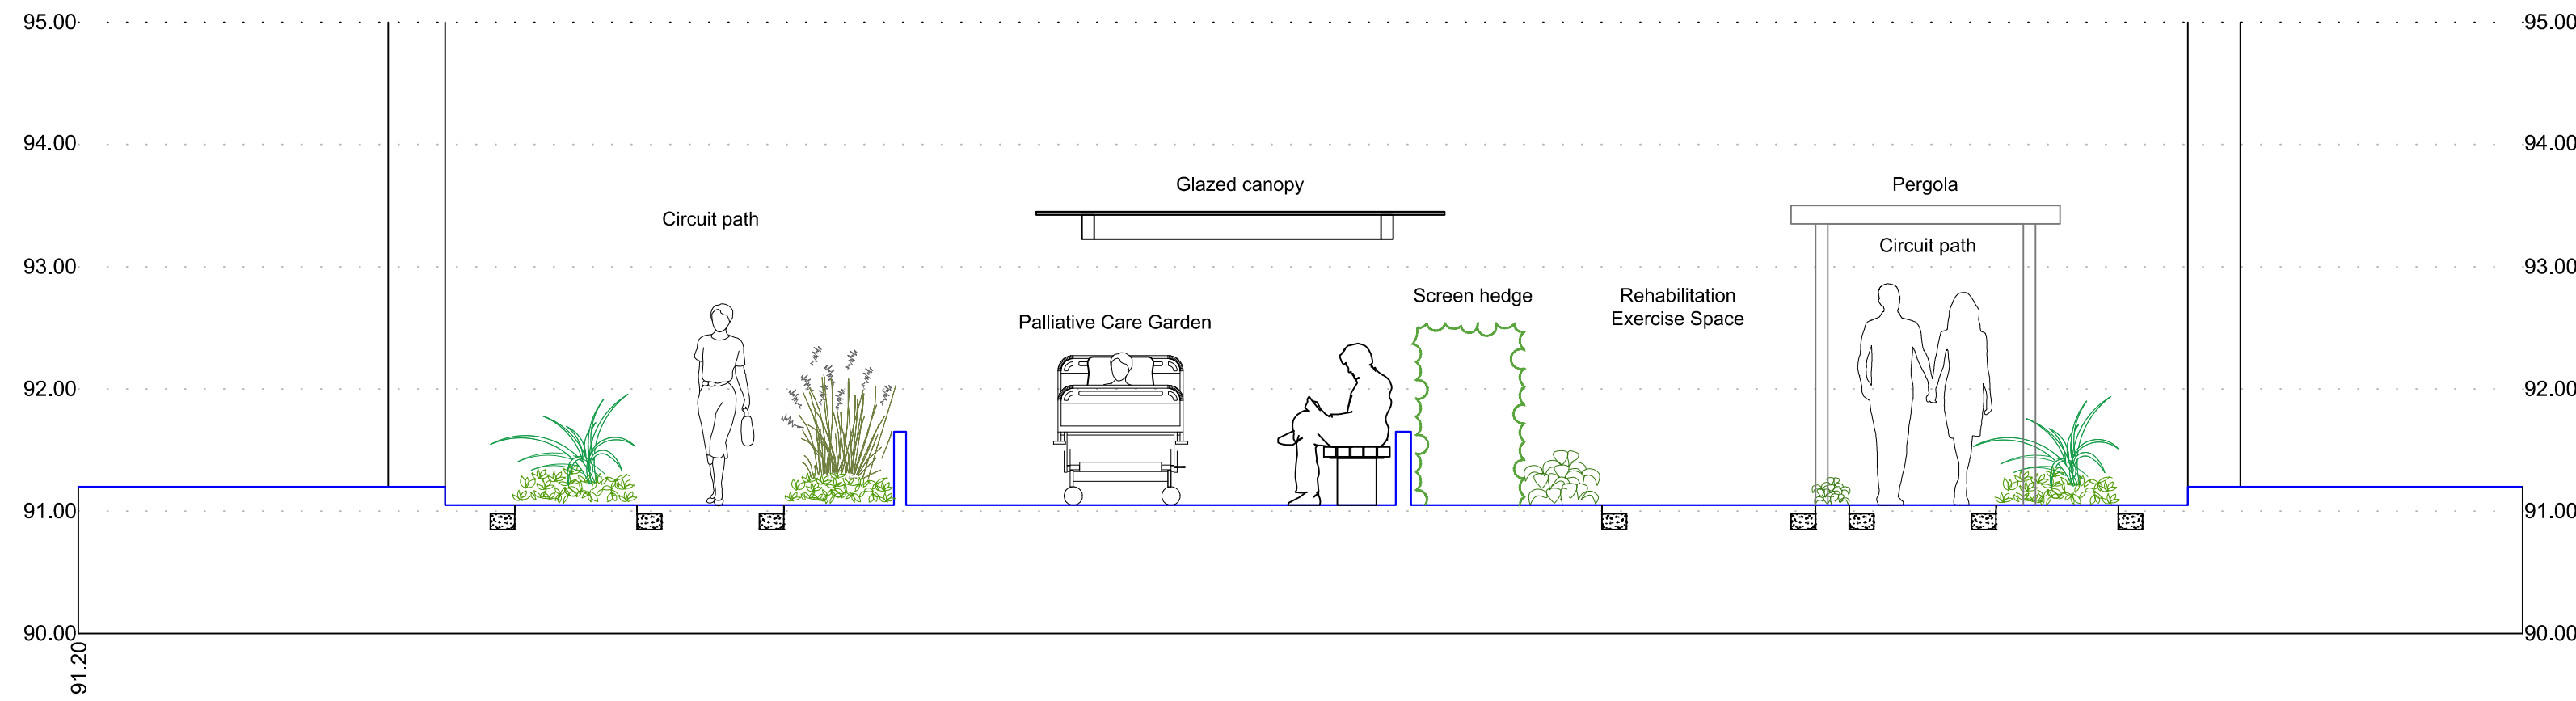 95.00
95.00
94.00
94.00
Glazed canopy
Pergola
Circuit path
Circuit path
93.00
93.00
Screen hedge
Rehabilitation
Exercise Space
Palliative Care Garden
92.00
92.00
91.00
91.00
90.00
90.00
91.20